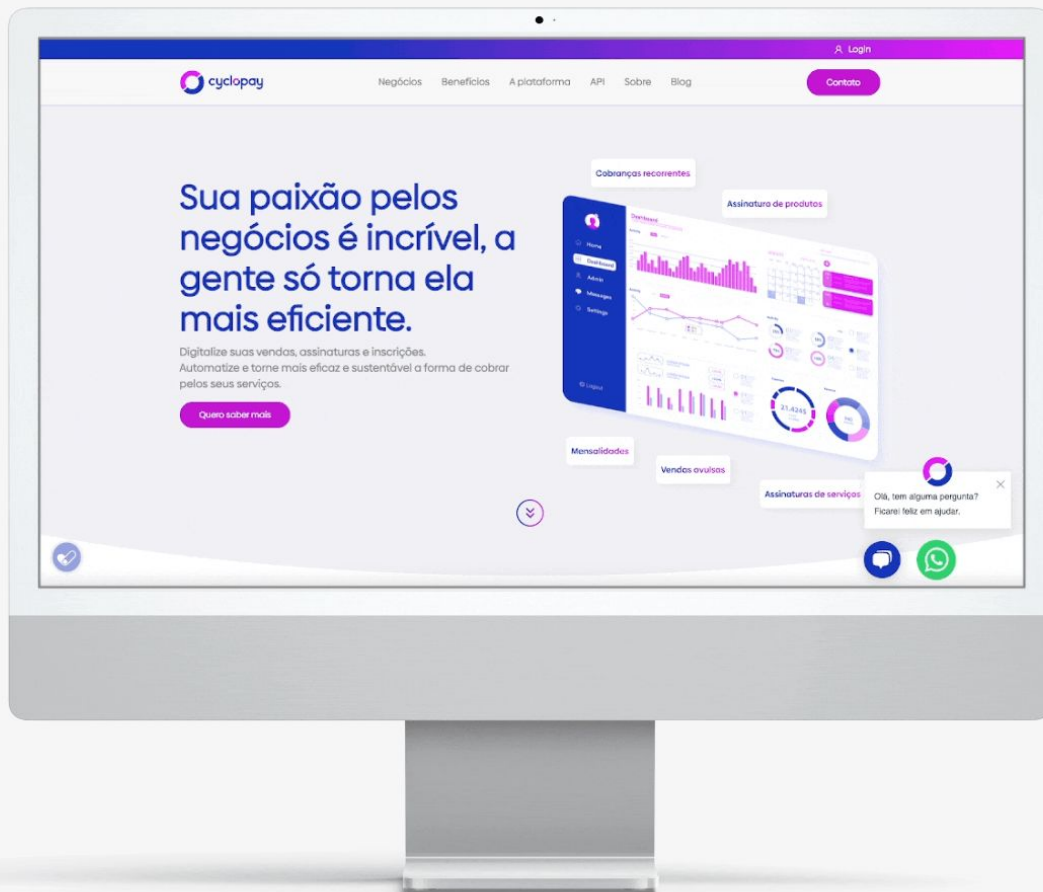 Login
cyclopay
Negócios
Benefícios
A plataforma
API
Sobre
Blog
Contato
Sua paixão pelos
negócios é incrível, a
gente só torna ela
mais eficiente.
Digitalize suas vendas, assinaturas e inscrições.
Automatize e torne mais eficaz e sustentável a forma de cobrar
pelos seus serviços.
Quero saber mais
Cobranças recorrentes
Assinatura de produtos
Dashboard
Home
Dashboard
Admin
Messages
Settings
Logout
21.4245
Mensalidades
Vendas avulsas
Assinaturas de serviços
Olá, tem alguma pergunta?
Ficarei feliz em ajudar.